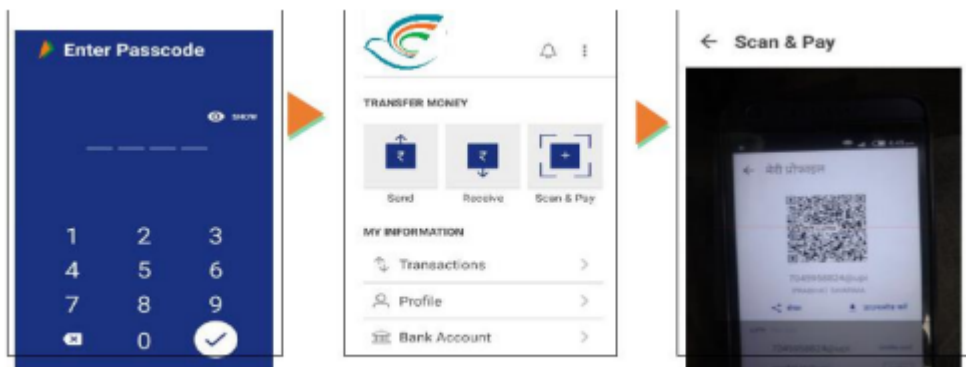 Enter Passcode
SHOW
1 2 3
4 5 6
7 8 9
0
TRANSFER MONEY
₹ ₹ +
Send Receive Scan & Pay
MY INFORMATION
Transactions
Profile
Bank Account
← Scan & Pay
← मेरी प्रोफाइल